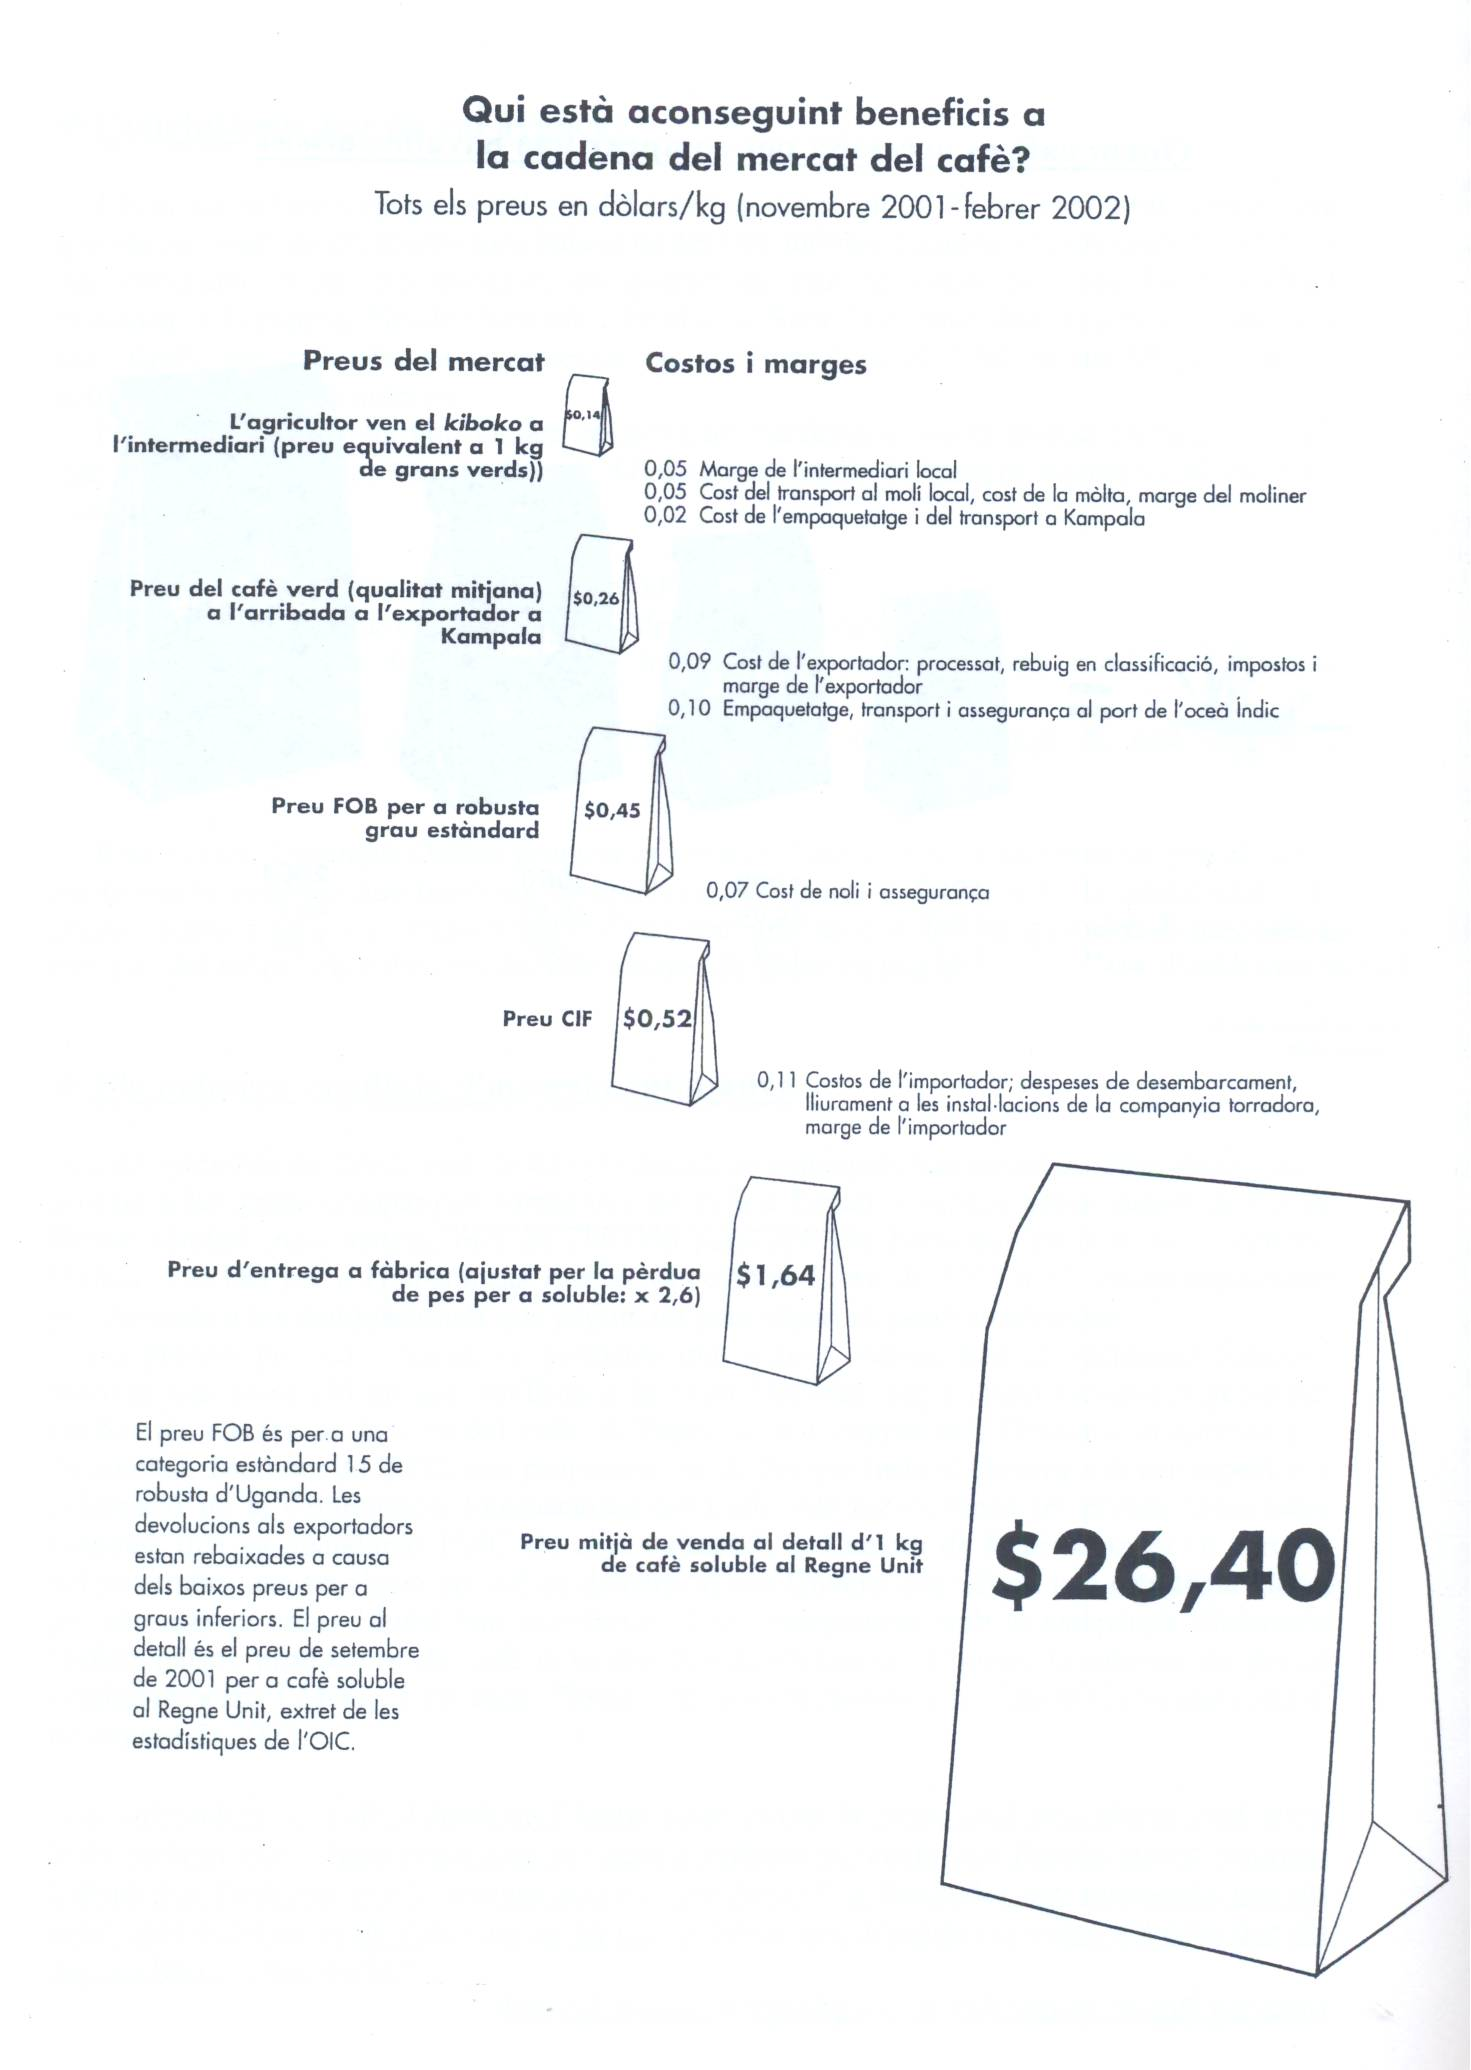 Qui està aconseguint beneficis a
la cadena del mercat del cafè?
Tots els preus en dòlars/kg (novembre 2001-febrer 2002)
Preus del mercat
Costos i marges
$0,14
L'agricultor ven el kiboko a
l'intermediari (preu equivalent a 1 kg
de grans verds))
0,05 Marge de l'intermediari local
0,05 Cost del transport al molí local, cost de la mòlta, marge del moliner
0,02 Cost de l'empaquetatge i del transport a Kampala
Preu del cafè verd (qualitat mitjana)
a l'arribada a l'exportador a
Kampala
$0,26
0,09 Cost de l'exportador: processat, rebuig en classificació, impostos i
marge de l'exportador
0,10 Empaquetatge, transport i assegurança al port de l'oceà Índic
Preu FOB per a robusta
grau estàndard
$0,45
0,07 Cost de noli i assegurança
Preu CIF
$0,52
0,11 Costos de l'importador; despeses de desembarcament,
lliurament a les instal·lacions de la companyia torradora,
marge de l'importador
Preu d'entrega a fàbrica (ajustat per la pèrdua
de pes per a soluble: x 2,6)
$1,64
El preu FOB és per a una
categoria estàndard 15 de
robusta d'Uganda. Les
devolucions als exportadors
estan rebaixades a causa
dels baixos preus per a
graus inferiors. El preu al
detall és el preu de setembre
de 2001 per a cafè soluble
al Regne Unit, extret de les
estadístiques de l'OIC.
Preu mitjà de venda al detall d'1 kg
de cafè soluble al Regne Unit
$26,40